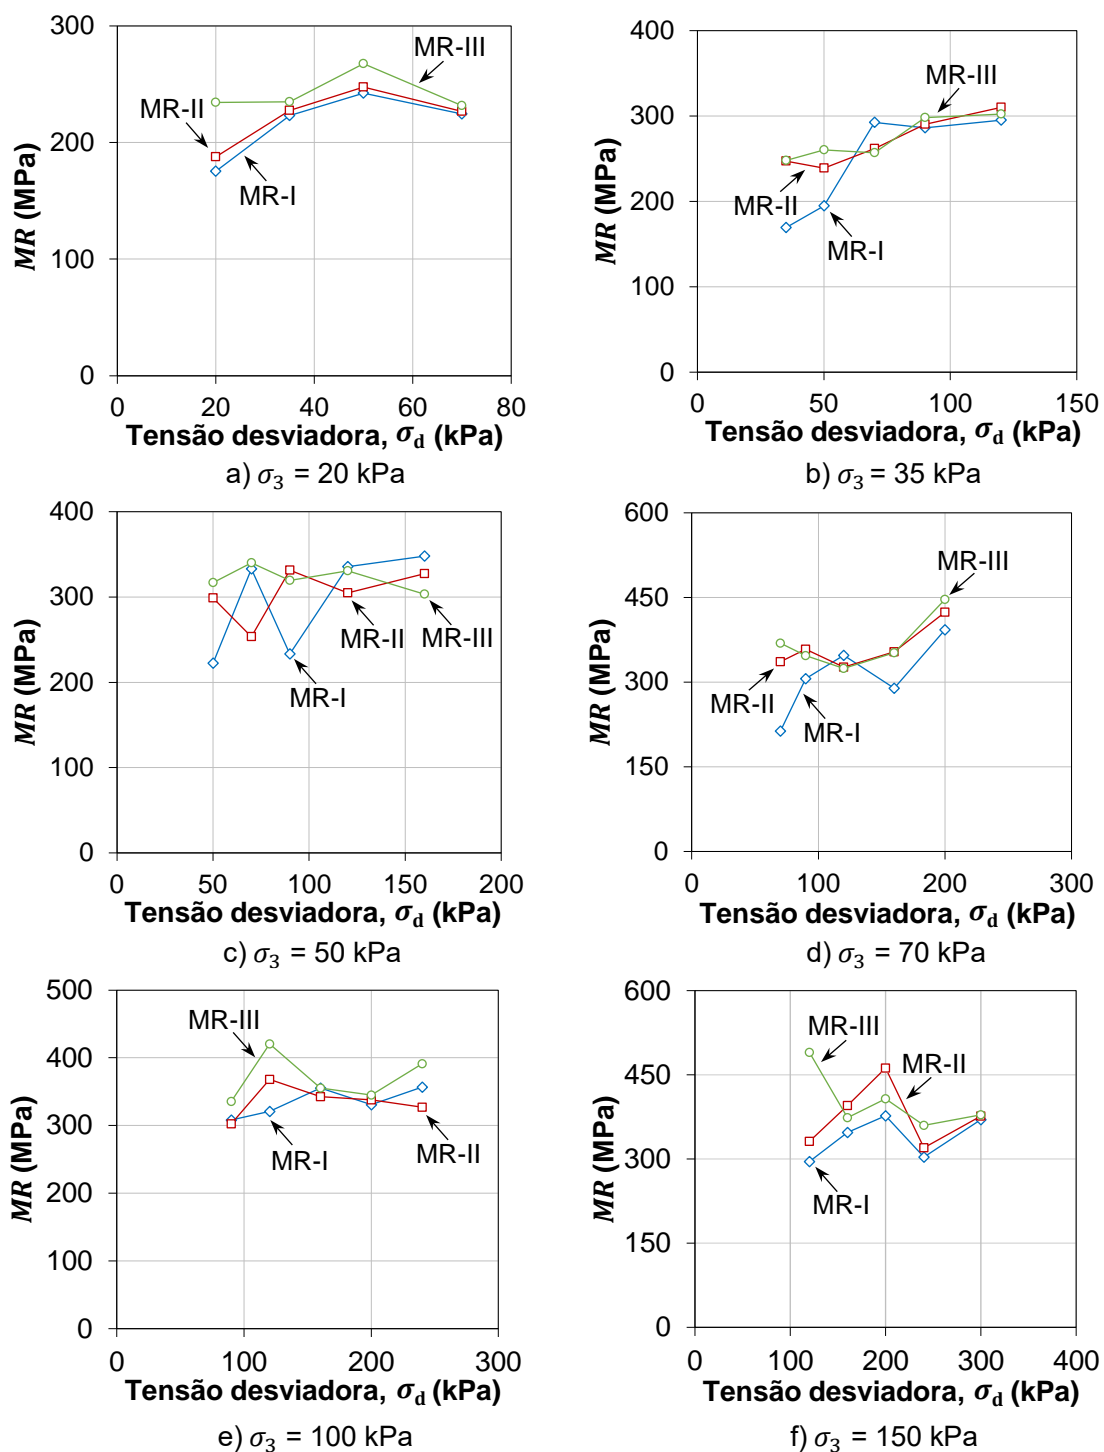 300
200
100
0
MR (MPa)
MR-III
MR-II
MR-I
0 20 40 60 80
Tensão desviadora, σd (kPa)
a) σ3 = 20 kPa
400
300
200
100
0
MR (MPa)
MR-III
MR-II
MR-I
0 50 100 150
Tensão desviadora, σd (kPa)
b) σ3 = 35 kPa
400
300
200
100
0
MR (MPa)
MR-II
MR-III
MR-I
0 50 100 150 200
Tensão desviadora, σd (kPa)
c) σ3 = 50 kPa
600
450
300
150
0
MR (MPa)
MR-III
MR-II
MR-I
0 100 200 300
Tensão desviadora, σd (kPa)
d) σ3 = 70 kPa
500
400
300
200
100
0
MR (MPa)
MR-III
MR-I
MR-II
0 100 200 300
Tensão desviadora, σd (kPa)
e) σ3 = 100 kPa
600
450
300
150
0
MR (MPa)
MR-III
MR-II
MR-I
0 100 200 300 400
Tensão desviadora, σd (kPa)
f) σ3 = 150 kPa